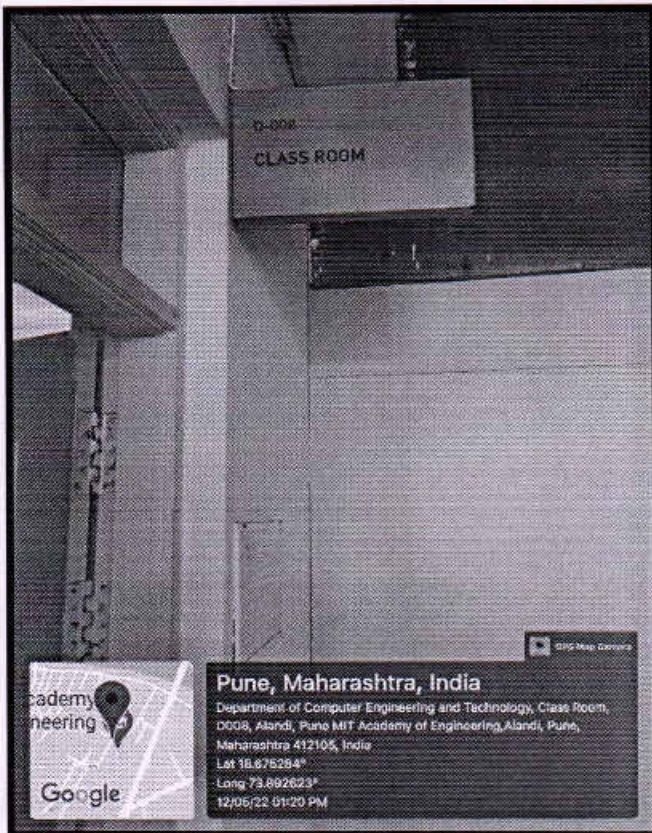 D-008
CLASS ROOM
GPS Map Camera
Pune, Maharashtra, India
Department of Computer Engineering and Technology, Class Room,
D008, Alandi, Pune MIT Academy of Engineering,Alandi, Pune,
Maharashtra 412105, India
Lat 18.675284°
Long 73.892623°
12/05/22 01:20 PM
cademy
neering
Google